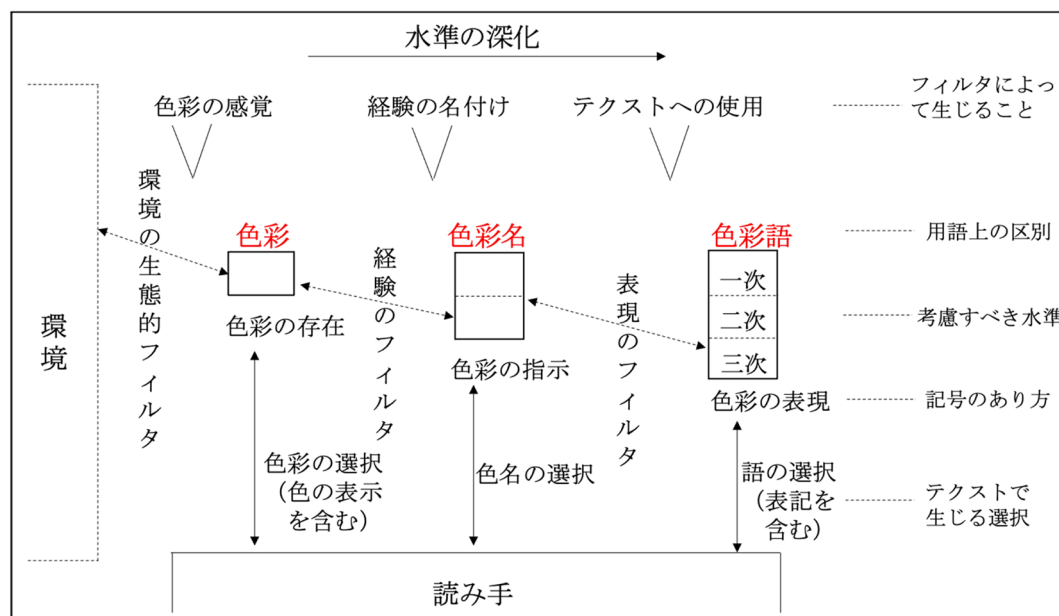 水準の深化
色彩の感覚
経験の名付け
テクストへの使用
フィルタによっ
て生じること
環境
環境の生態的フィルタ
色彩
色彩の存在
経験のフィルタ
色彩名
色彩の指示
表現のフィルタ
色彩語
一次
二次
三次
色彩の表現
用語上の区別
考慮すべき水準
記号のあり方
色彩の選択
（色の表示
を含む）
色名の選択
語の選択
（表記を
含む）
テクストで
生じる選択
読み手